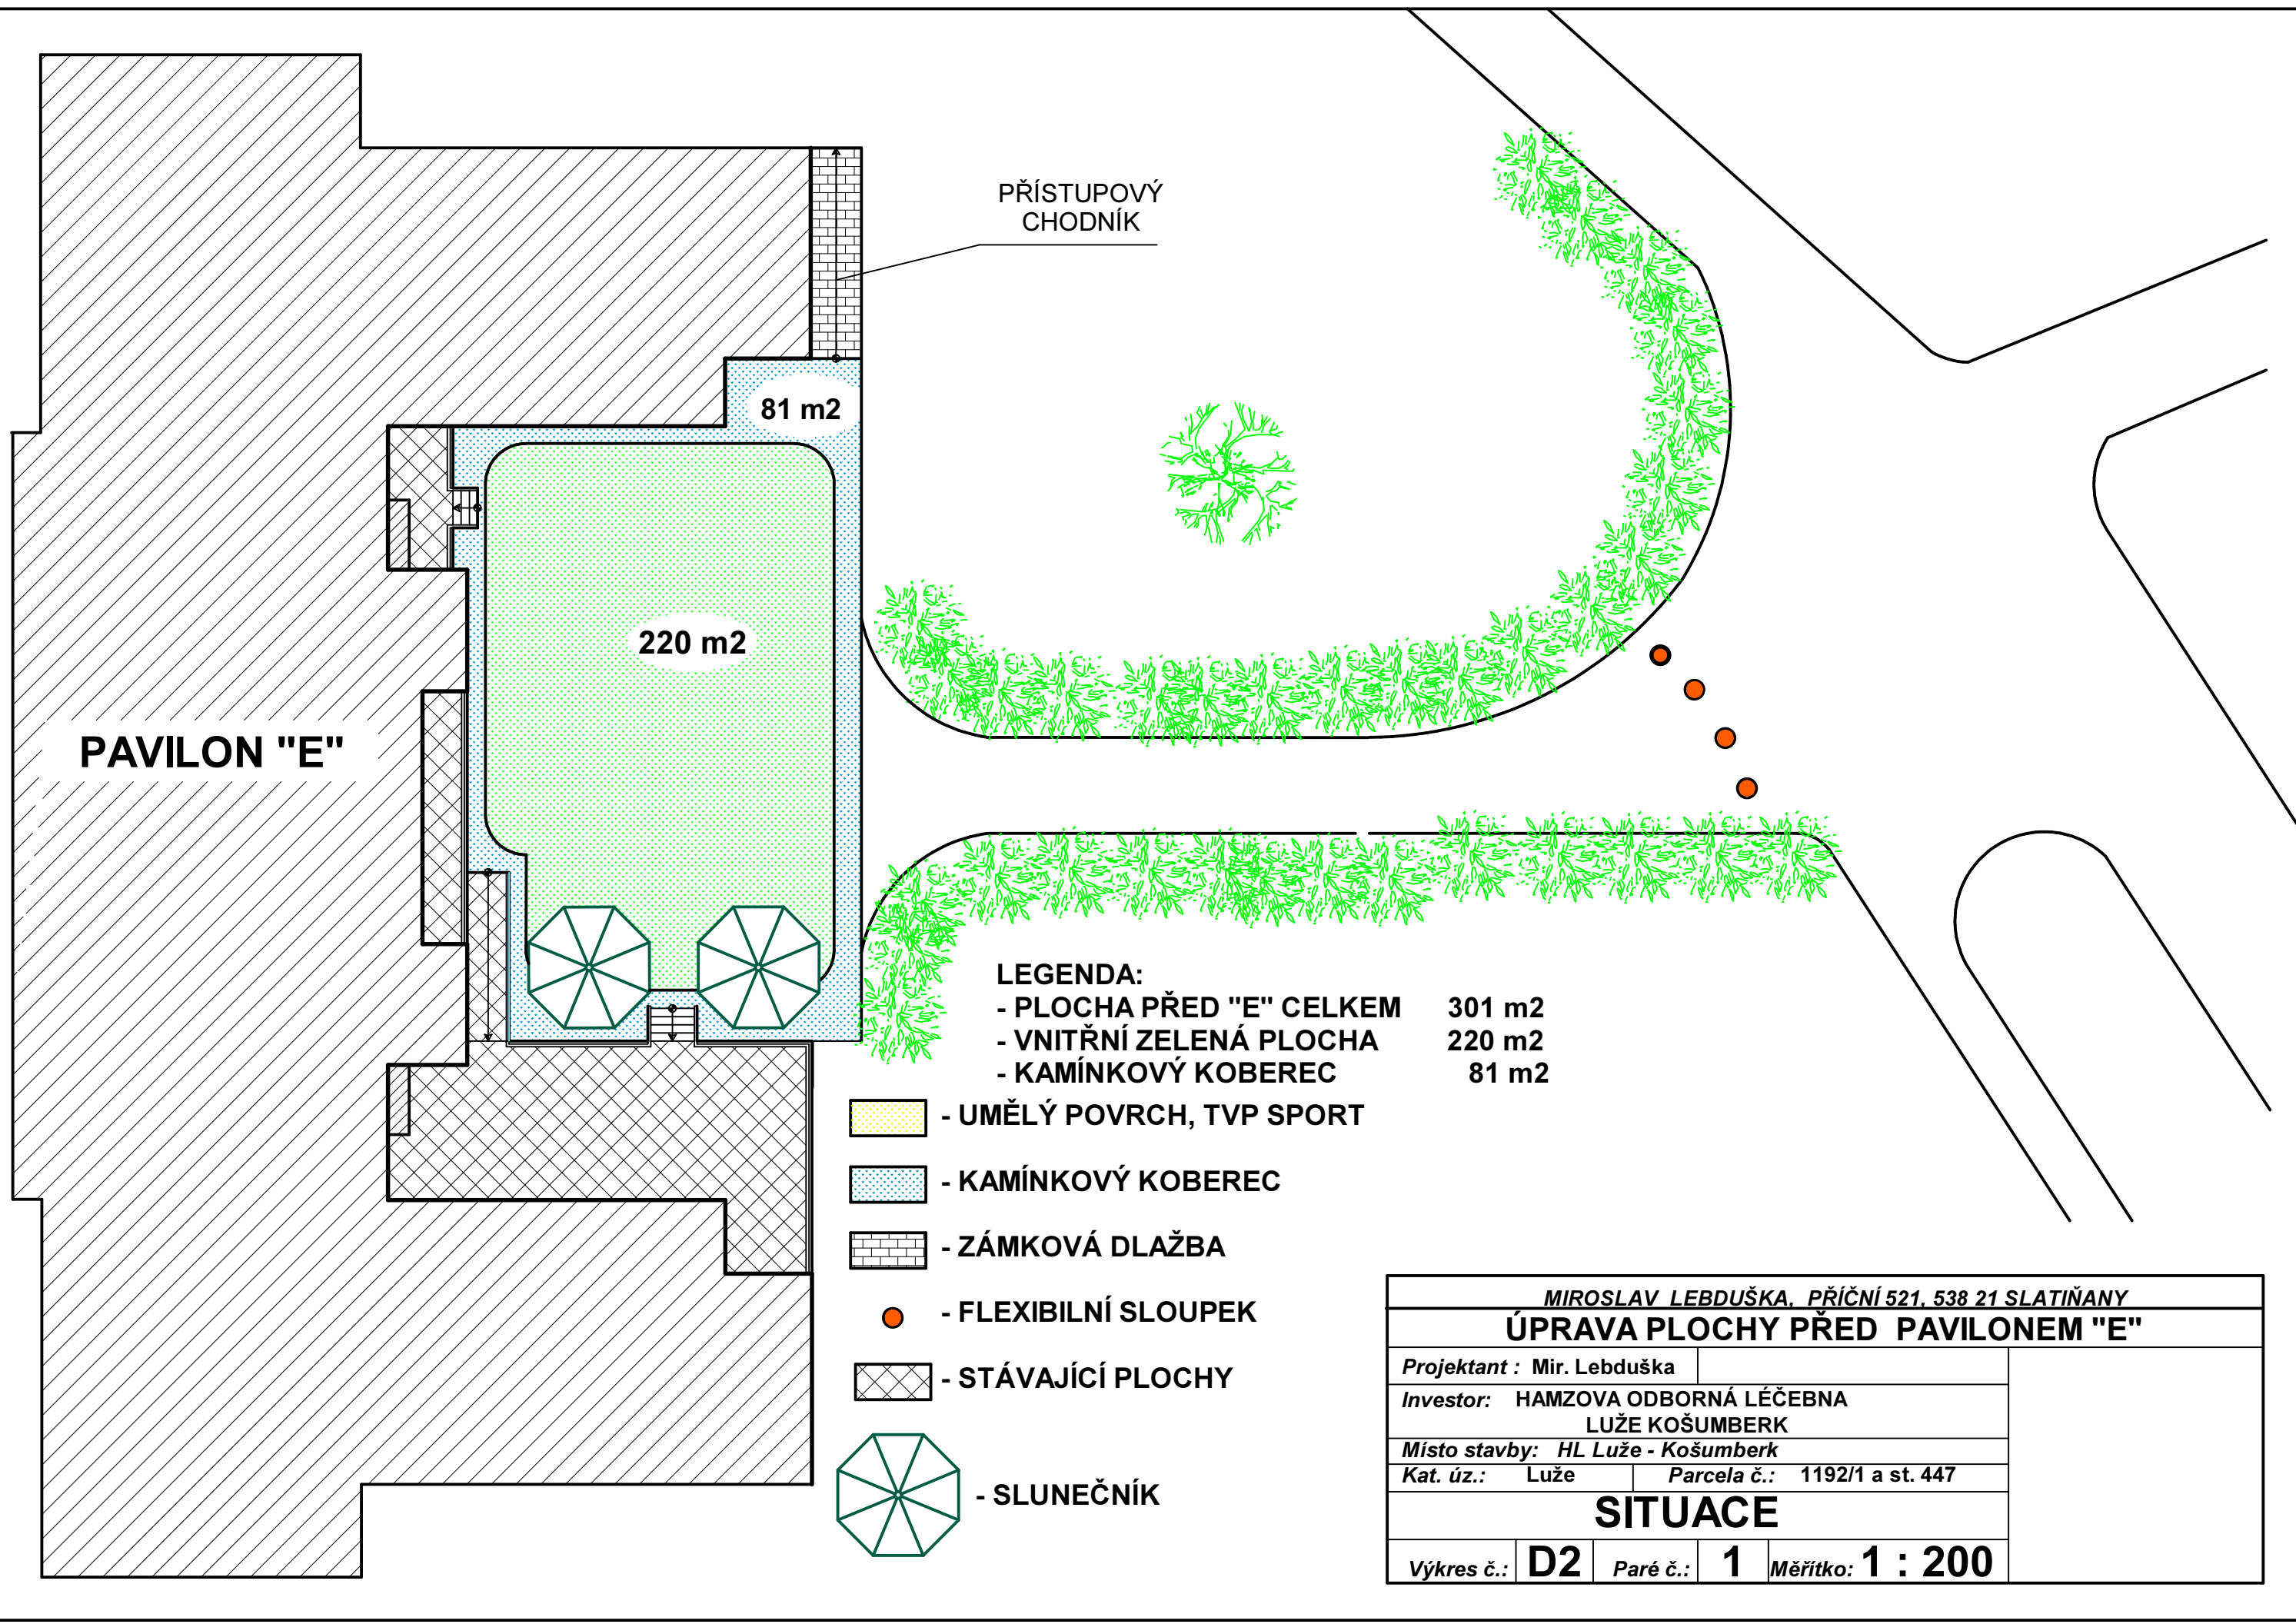 PŘÍSTUPOVÝ
CHODNÍK
81 m2
220 m2
PAVILON "E"
LEGENDA:
- PLOCHA PŘED "E" CELKEM 301 m2
- VNITŘNÍ ZELENÁ PLOCHA 220 m2
- KAMÍNKOVÝ KOBEREC 81 m2
- UMĚLÝ POVRCH, TVP SPORT
- KAMÍNKOVÝ KOBEREC
- ZÁMKOVÁ DLAŽBA
- FLEXIBILNÍ SLOUPEK
- STÁVAJÍCÍ PLOCHY
- SLUNEČNÍK
MIROSLAV LEBDUŠKA, PŘÍČNÍ 521, 538 21 SLATIŇANY
ÚPRAVA PLOCHY PŘED PAVILONEM "E"
Projektant : Mir. Lebduška
Investor: HAMZOVA ODBORNÁ LÉČEBNA
LUŽE KOŠUMBERK
Místo stavby: HL Luže - Košumberk
Kat. úz.: Luže Parcela č.: 1192/1 a st. 447
SITUACE
Výkres č.: D2 Paré č.: 1 Měřítko: 1 : 200